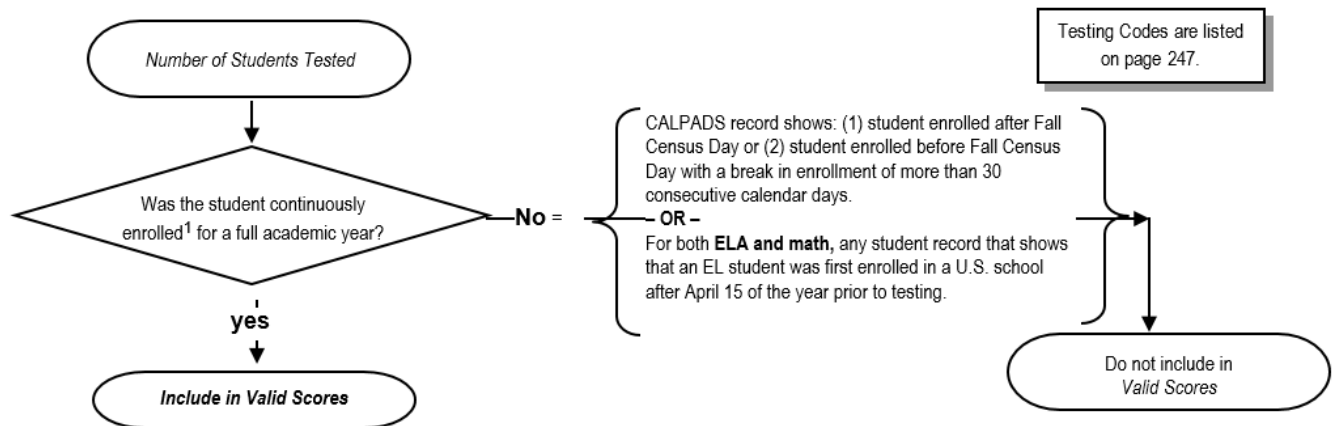 Number of Students Tested
Testing Codes are listed
on page 247.
Was the student continuously
enrolled1 for a full academic year?
No =
CALPADS record shows: (1) student enrolled after Fall
Census Day or (2) student enrolled before Fall Census
Day with a break in enrollment of more than 30
consecutive calendar days.
– OR –
For both ELA and math, any student record that shows
that an EL student was first enrolled in a U.S. school
after April 15 of the year prior to testing.
yes
Include in Valid Scores
Do not include in
Valid Scores